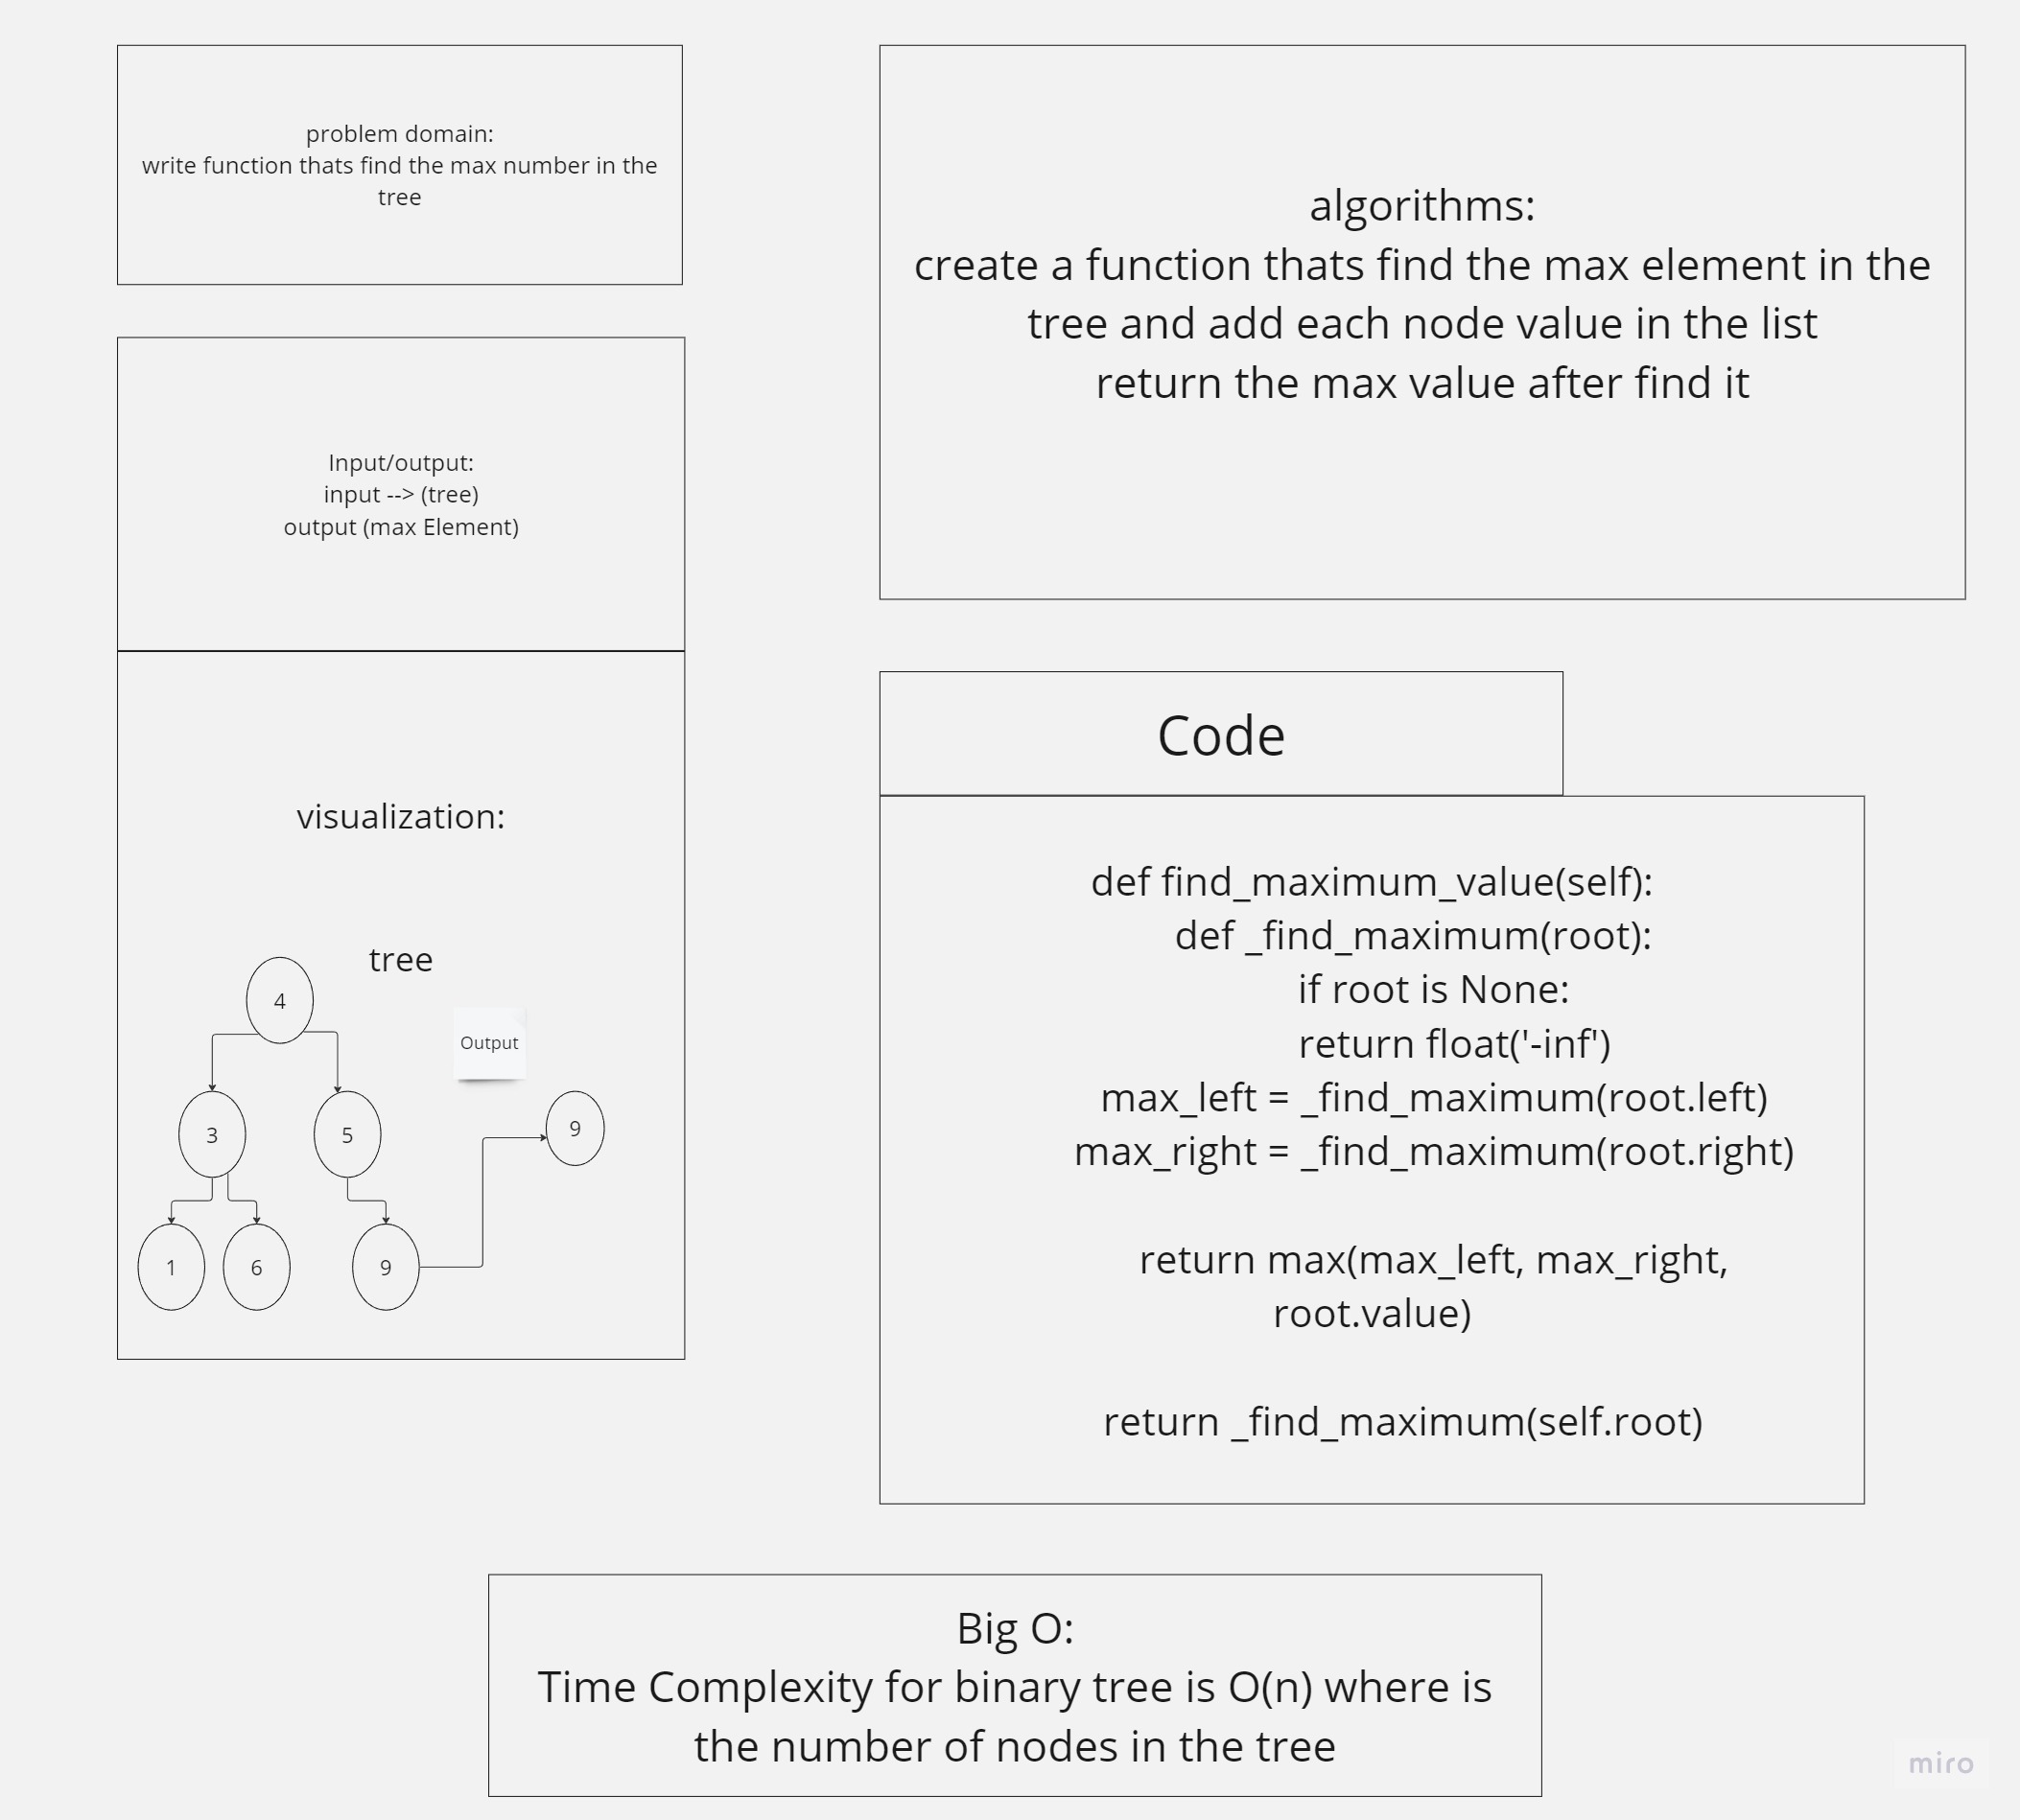 problem domain:
write function thats find the max number in the
tree
Input/output:
input --> (tree)
output (max Element)
visualization:
tree
4
Output
3
5
9
1
6
9
algorithms:
create a function thats find the max element in the
tree and add each node value in the list
return the max value after find it
Code
def find_maximum_value(self):
def _find_maximum(root):
if root is None:
return float('-inf')
max_left = _find_maximum(root.left)
max_right = _find_maximum(root.right)
return max(max_left, max_right,
root.value)
return _find_maximum(self.root)
Big O:
Time Complexity for binary tree is O(n) where is
the number of nodes in the tree
miro